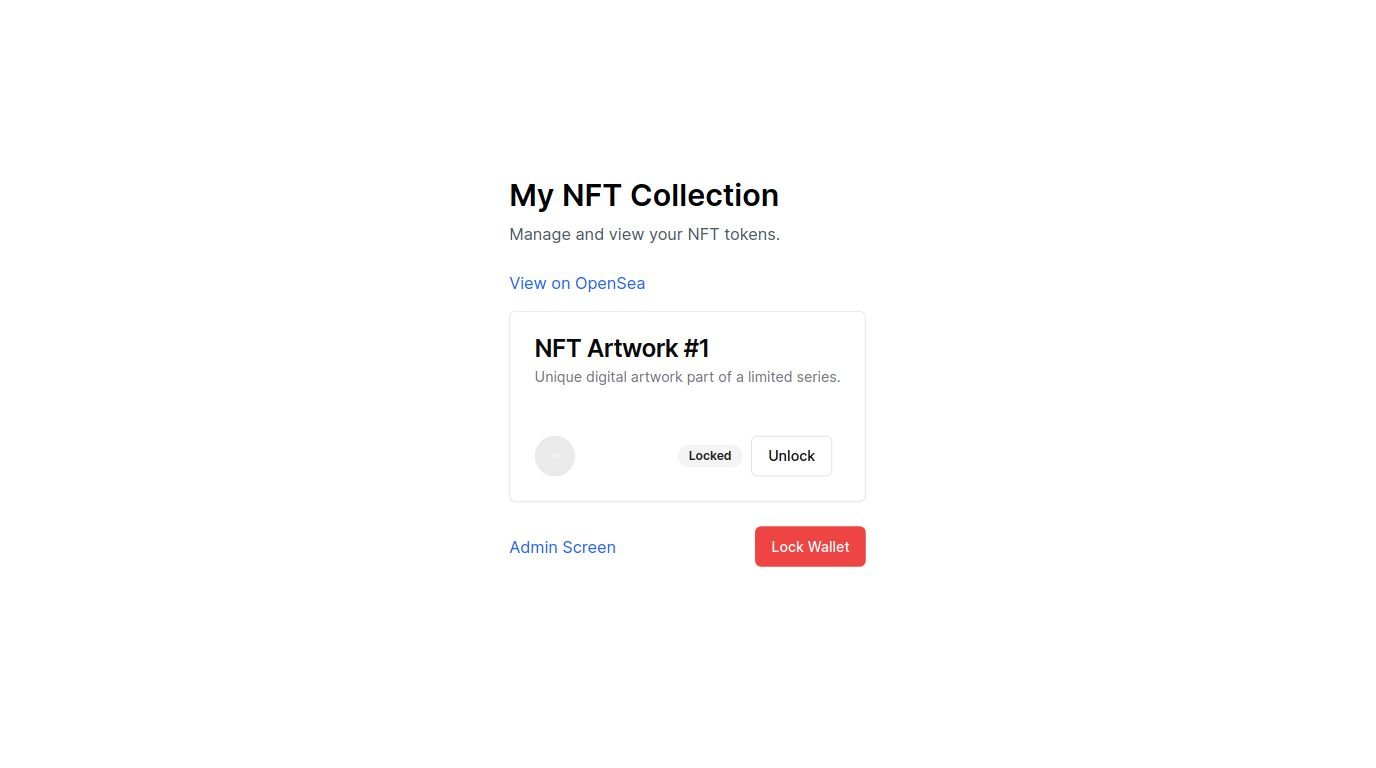 My NFT Collection
Manage and view your NFT tokens.
View on OpenSea
NFT Artwork #1
Unique digital artwork part of a limited series.
Locked Unlock
Admin Screen Lock Wallet